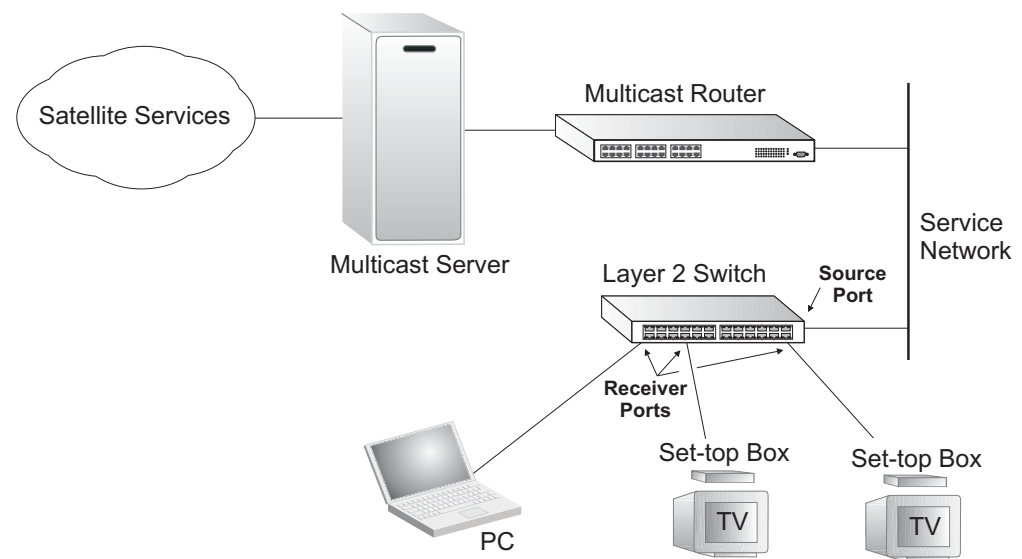 Satellite Services
Multicast Server
Multicast Router
Service
Network
Layer 2 Switch
Source
Port
Receiver
Ports
Set-top Box
Set-top Box
TV
TV
PC